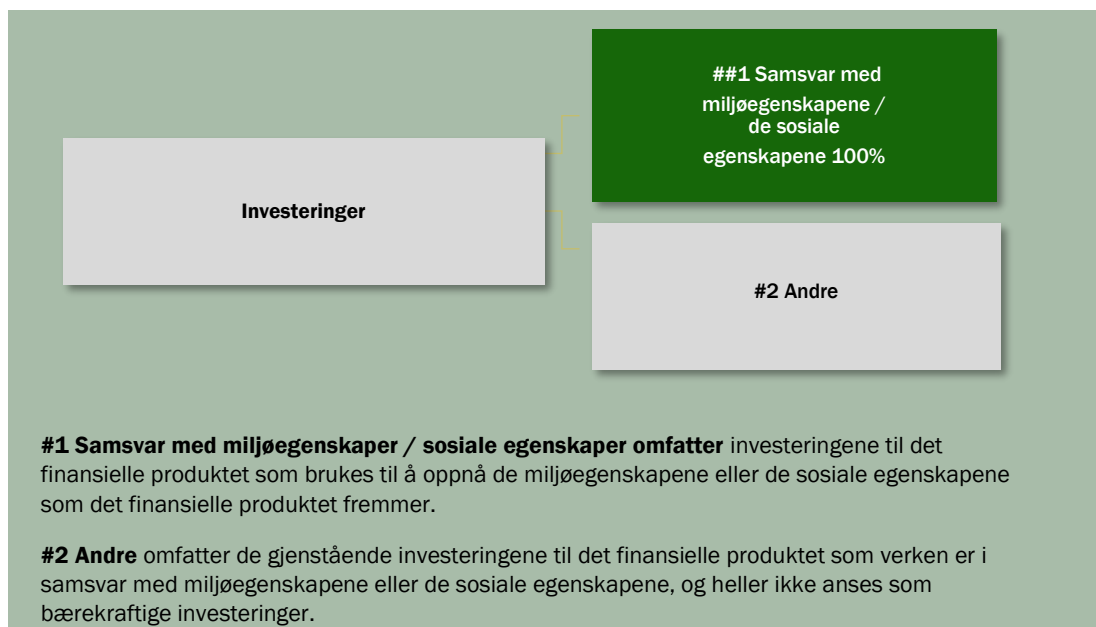 ##1 Samsvar med
miljøegenskapene /
de sosiale
egenskapene 100%
Investeringer
#2 Andre
#1 Samsvar med miljøegenskaper / sosiale egenskaper omfatter investeringene til det
finansielle produktet som brukes til å oppnå de miljøegenskapene eller de sosiale egenskapene
som det finansielle produktet fremmer.
#2 Andre omfatter de gjenstående investeringene til det finansielle produktet som verken er i
samsvar med miljøegenskapene eller de sosiale egenskapene, og heller ikke anses som
bærekraftige investeringer.